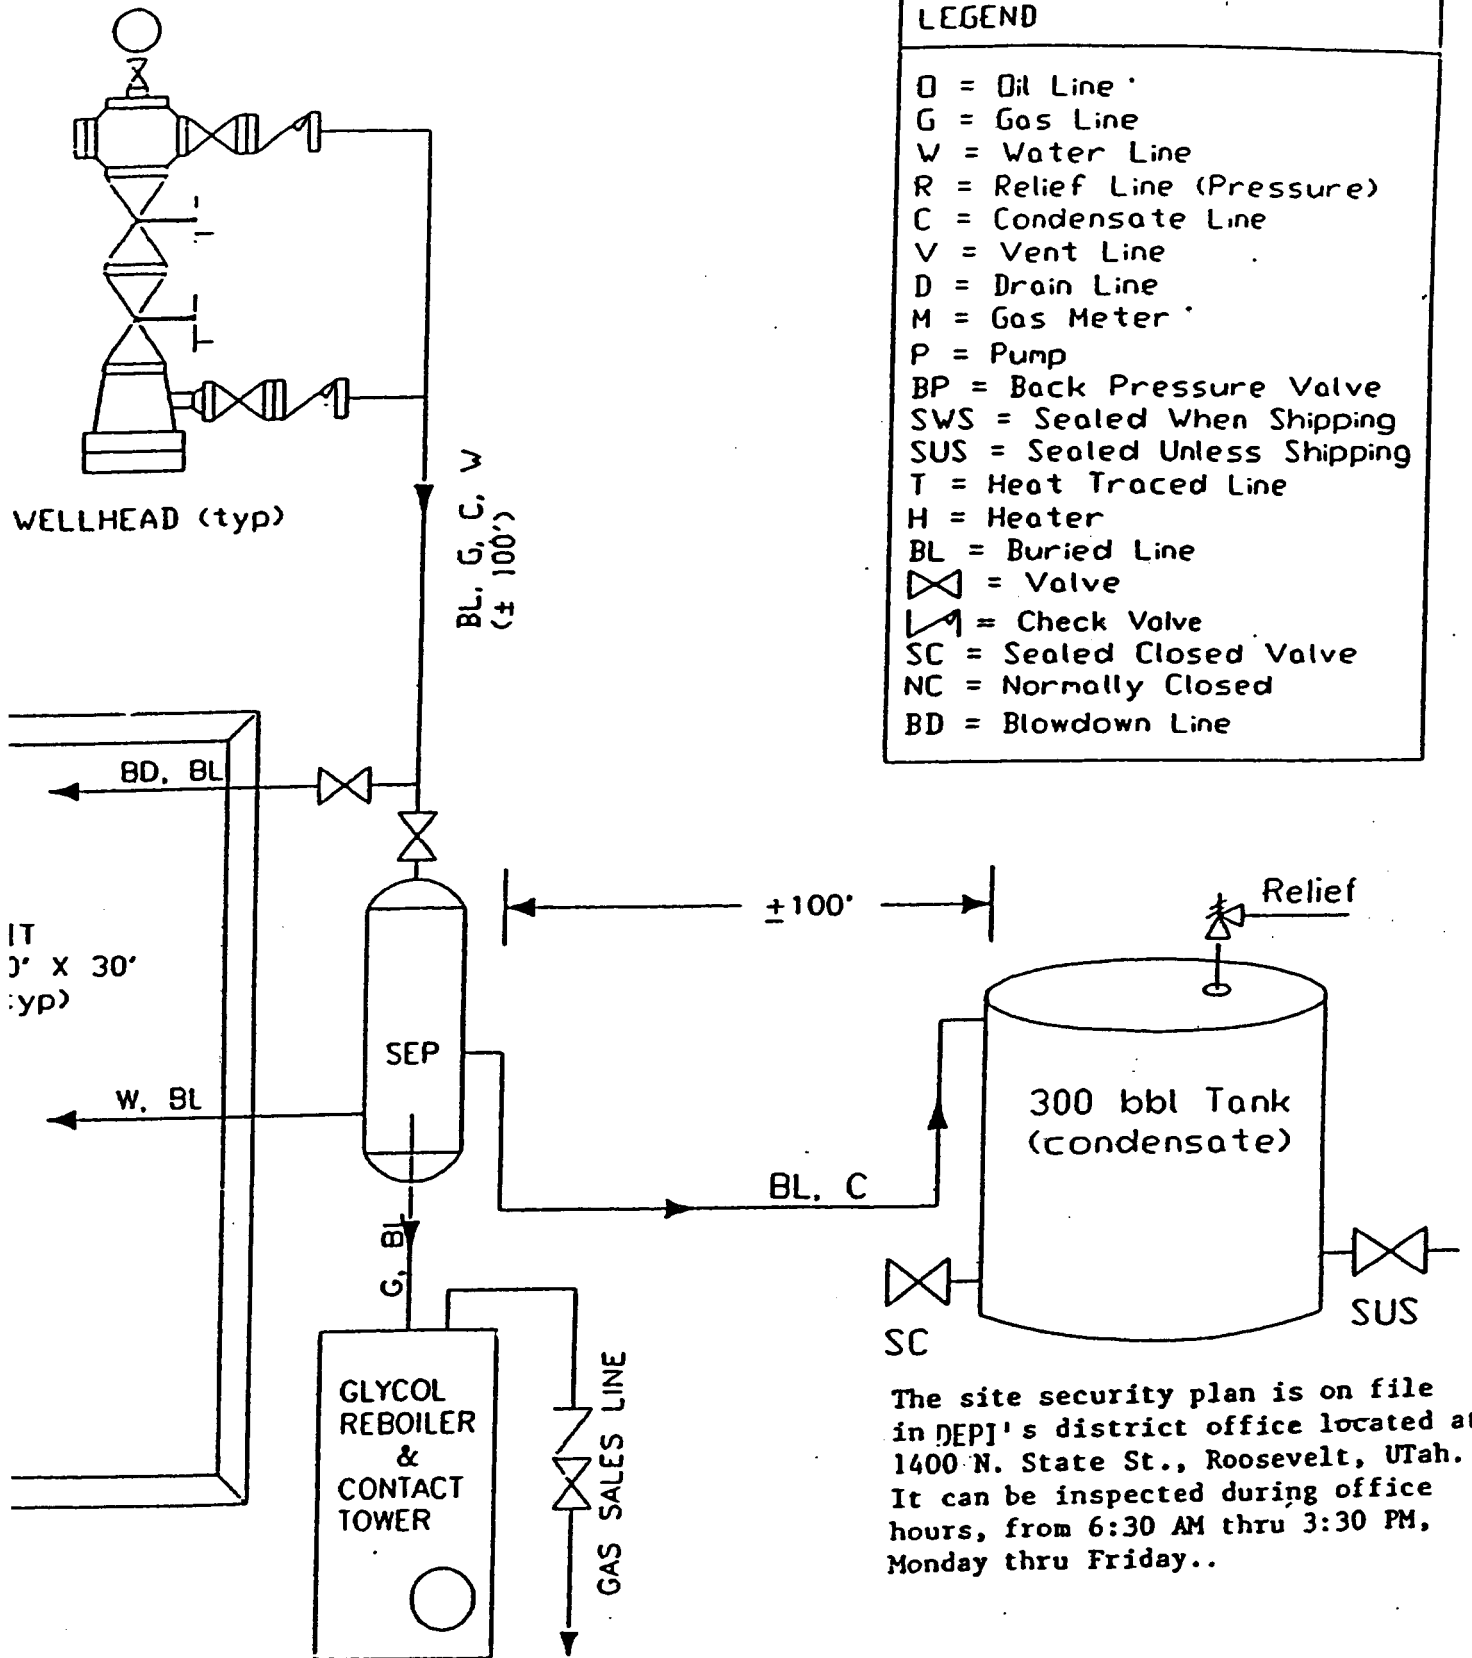 LEGEND
O = Oil Line
G = Gas Line
W = Water Line
R = Relief Line (Pressure)
C = Condensate Line
V = Vent Line
D = Drain Line
M = Gas Meter
P = Pump
BP = Back Pressure Valve
SWS = Sealed When Shipping
SUS = Sealed Unless Shipping
T = Heat Traced Line
H = Heater
BL = Buried Line
= Valve
= Check Valve
SC = Sealed Closed Valve
NC = Normally Closed
BD = Blowdown Line
WELLHEAD (typ)
BL, G, C, W
(± 100')
BD, BL
±100'
Relief
IT
0' X 30'
typ)
SEP
W, BL
300 bbl Tank
(condensate)
BL, C
G, BL
SC
SUS
GLYCOL
REBOILER
&
CONTACT
TOWER
GAS SALES LINE
The site security plan is on file
in DEPI's district office located at
1400 N. State St., Roosevelt, UTah.
It can be inspected during office
hours, from 6:30 AM thru 3:30 PM,
Monday thru Friday..